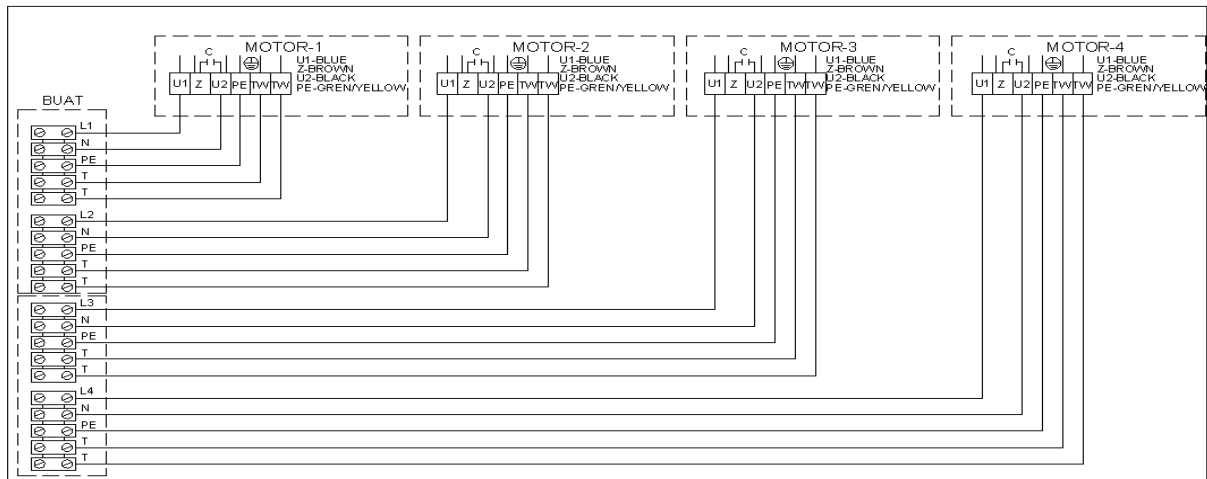 MOTOR-1
C
U1-BLUE
Z-BROWN
U2-BLACK
PE-GREN/YELLOW
U1 Z U2 PE TW TW
MOTOR-2
C
U1-BLUE
Z-BROWN
U2-BLACK
PE-GREN/YELLOW
U1 Z U2 PE TW TW
MOTOR-3
C
U1-BLUE
Z-BROWN
U2-BLACK
PE-GREN/YELLOW
U1 Z U2 PE TW TW
MOTOR-4
C
U1-BLUE
Z-BROWN
U2-BLACK
PE-GREN/YELLOW
U1 Z U2 PE TW TW
BUAT
L1
N
PE
T
T
L2
N
PE
T
T
L3
N
PE
T
T
L4
N
PE
T
T